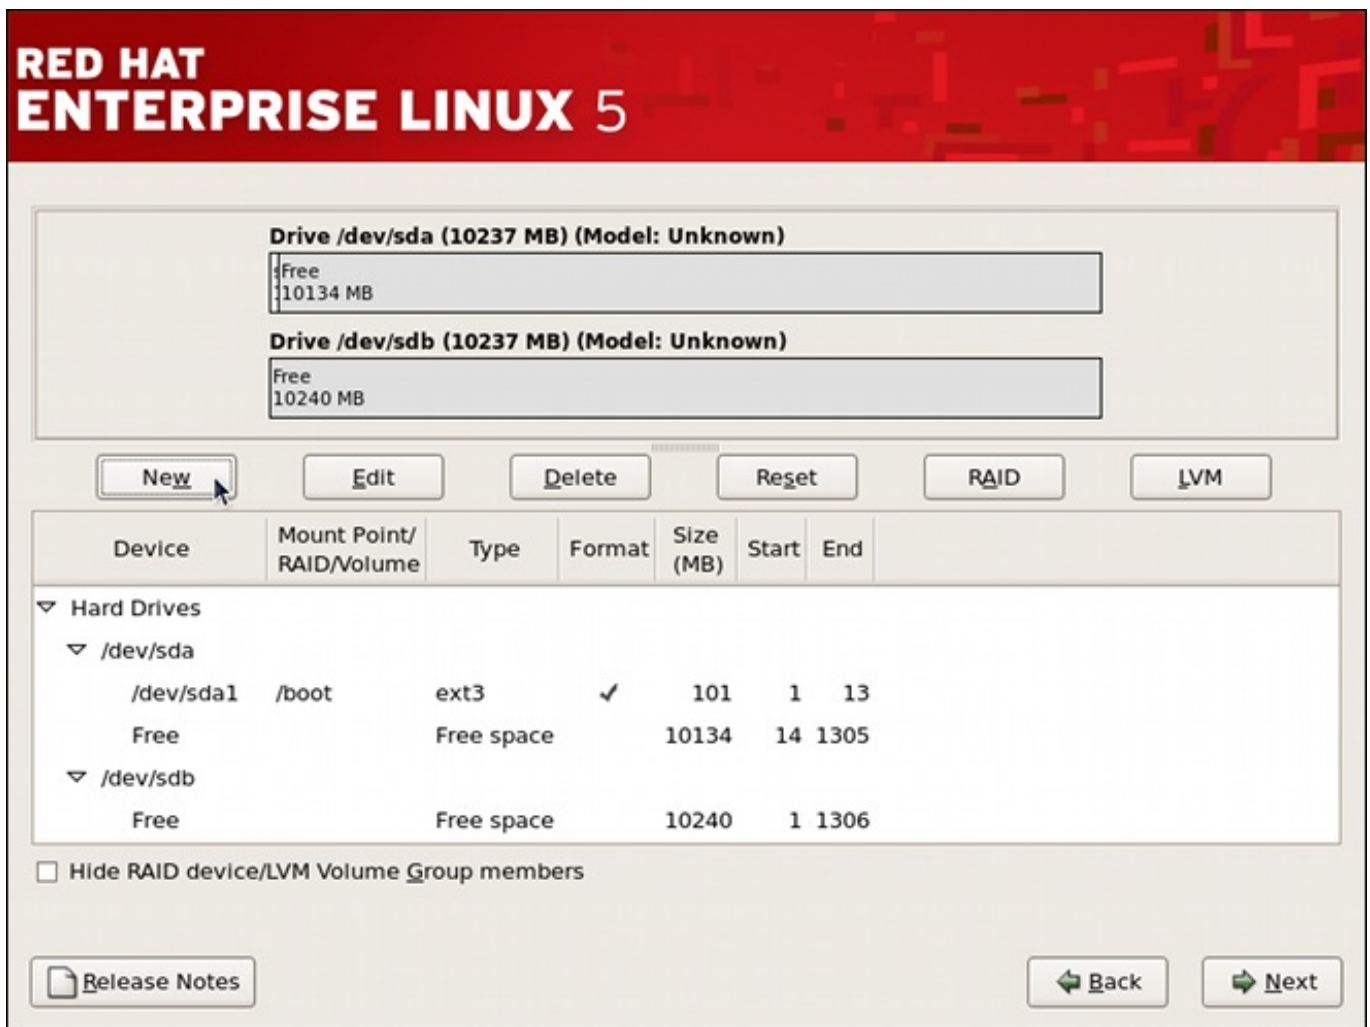 RED HAT
ENTERPRISE LINUX 5
Drive /dev/sda (10237 MB) (Model: Unknown)
Free
10134 MB
Drive /dev/sdb (10237 MB) (Model: Unknown)
Free
10240 MB
New Edit Delete Reset RAID LVM
Device Mount Point/ RAID/Volume Type Format Size (MB) Start End
Hard Drives
/dev/sda
/dev/sda1 /boot ext3 101 1 13
Free Free space 10134 14 1305
/dev/sdb
Free Free space 10240 1 1306
Hide RAID device/LVM Volume Group members
Release Notes Back Next